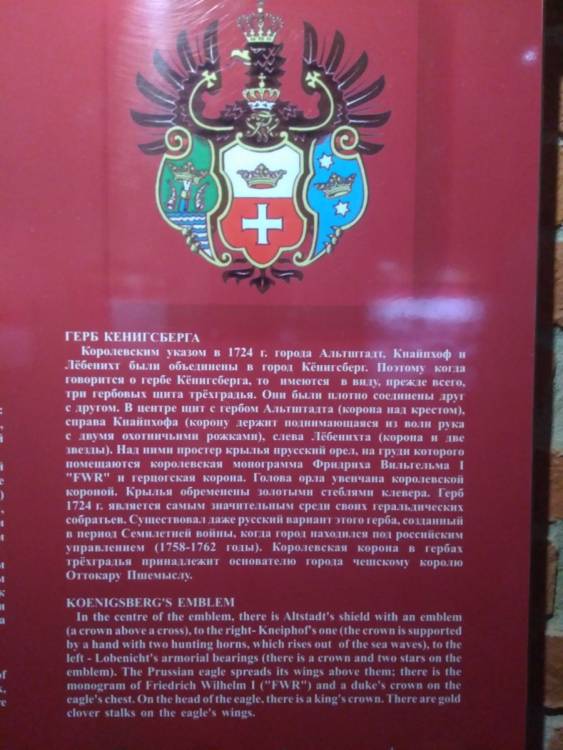 ГЕРБ КЕНИГСБЕРГА
Королевским указом в 1724 г. города Альтштадт, Кнайпхоф и
Лёбенихт были объединены в город Кёнигсберг. Поэтому когда
говорится о гербе Кёнигсберга, то имеются в виду, прежде всего,
три гербовых щита трёхградья. Они были плотно соединены друг
с другом. В центре щит с гербом Альтштадта (корона над крестом),
справа Кнайпхофа (корону держит поднимающаяся из волн рука
с двумя охотничьими рожками), слева Лёбенихта (корона и две
звезды). Над ними простер крылья прусский орел, на груди которого
помещаются королевская монограмма Фридриха Вильгельма I
"FWR" и герцогская корона. Голова орла увенчана королевской
короной. Крылья обременены золотыми стеблями клевера. Герб
1724 г. является самым значительным среди своих геральдических
собратьев. Существовал даже русский вариант этого герба, созданный
в период Семилетней войны, когда город находился под российским
управлением (1758-1762 годы). Королевская корона в гербах
трёхградья принадлежит основателю города чешскому королю
Оттокару Пшемыслу.
KOENIGSBERG'S EMBLEM
In the centre of the emblem, there is Altstadt's shield with an emblem
(a crown above a cross), to the right- Kneiphof's one (the crown is supported
by a hand with two hunting horns, which rises out of the sea waves), to the
left - Lobenicht's armorial bearings (there is a crown and two stars on the
emblem). The Prussian eagle spreads its wings above them; there is the
monogram of Friedrich Wilhelm I ("FWR") and a duke's crown on the
eagle's chest. On the head of the eagle, there is a king's crown. There are gold
clover stalks on the eagle's wings.